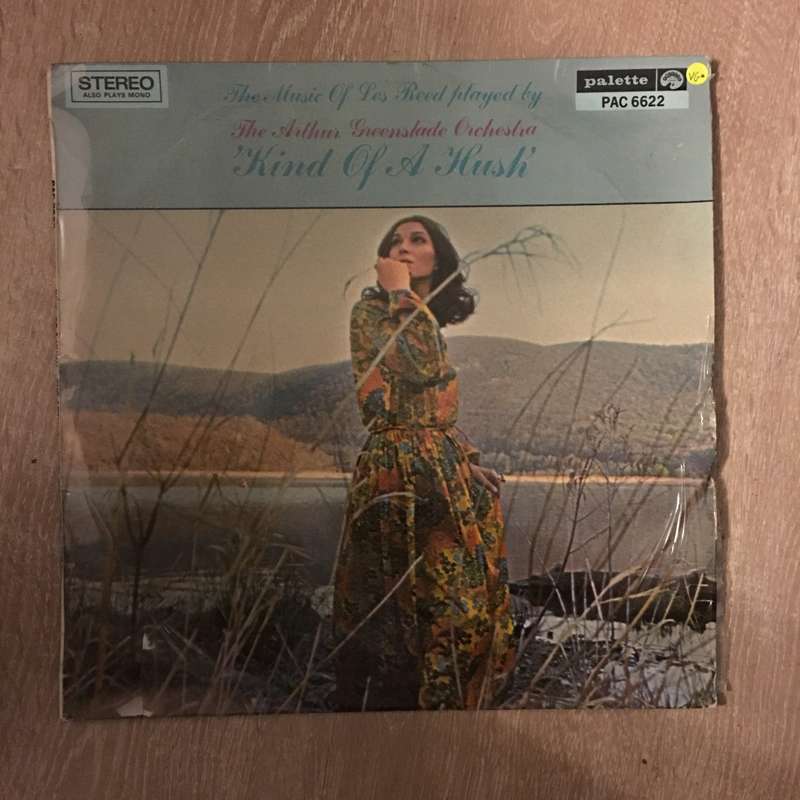 STEREO
ALSO PLAYS MONO
The Music Of Les Reed played by
The Arthur Greenslade Orchestra
'Kind Of A Hush'
palette
PAC 6622
VG+